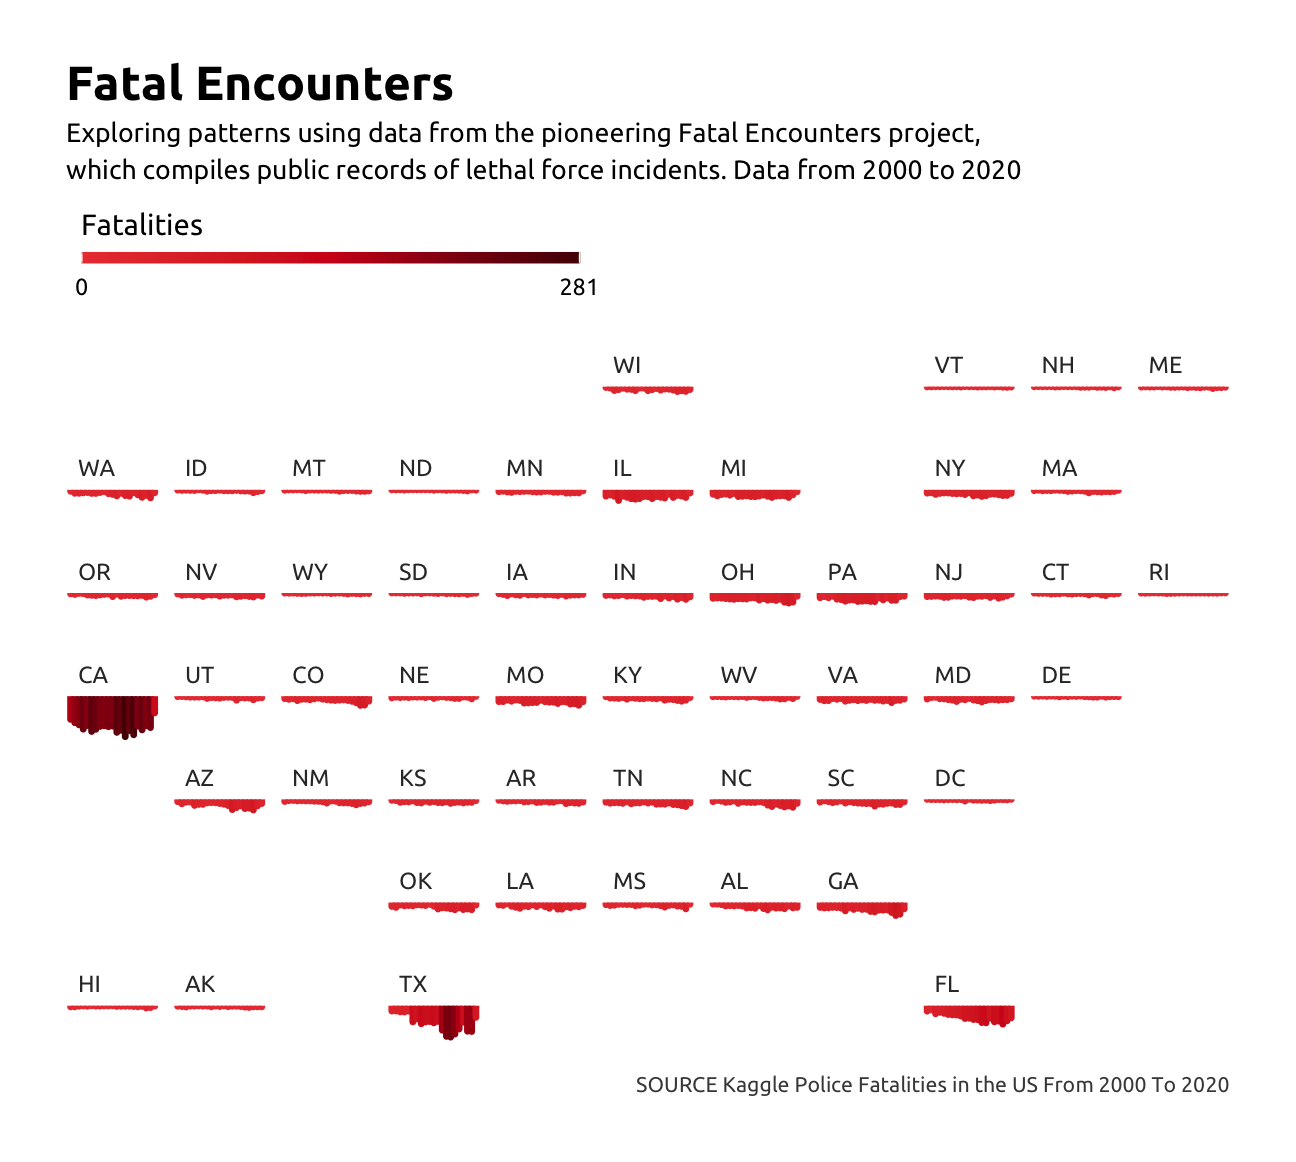 Fatal Encounters
Exploring patterns using data from the pioneering Fatal Encounters project,
which compiles public records of lethal force incidents. Data from 2000 to 2020
Fatalities
0 281
WI VT NH ME
WA ID MT ND MN IL MI NY MA
OR NV WY SD IA IN OH PA NJ CT RI
CA UT CO NE MO KY WV VA MD DE
AZ NM KS AR TN NC SC DC
OK LA MS AL GA
HI AK TX FL
SOURCE Kaggle Police Fatalities in the US From 2000 To 2020